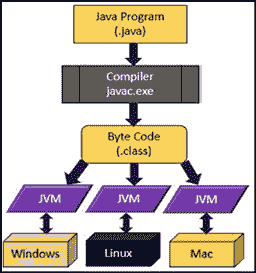 Java Program
(.java)
Compiler
javac.exe
Byte Code
(.class)
JVM
JVM
JVM
Windows
Linux
Mac